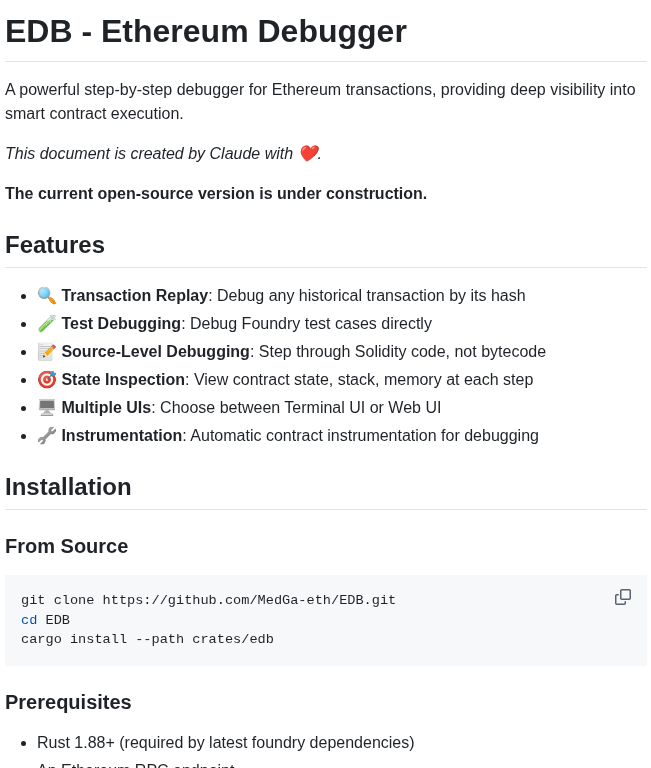 EDB - Ethereum Debugger
A powerful step-by-step debugger for Ethereum transactions, providing deep visibility into
smart contract execution.
This document is created by Claude with ❤️.
The current open-source version is under construction.
Features
🔍 Transaction Replay: Debug any historical transaction by its hash
🧪 Test Debugging: Debug Foundry test cases directly
📝 Source-Level Debugging: Step through Solidity code, not bytecode
🎯 State Inspection: View contract state, stack, memory at each step
🖥️ Multiple UIs: Choose between Terminal UI or Web UI
🔧 Instrumentation: Automatic contract instrumentation for debugging
Installation
From Source
git clone https://github.com/MedGa-eth/EDB.git
cd EDB
cargo install --path crates/edb
Prerequisites
Rust 1.88+ (required by latest foundry dependencies)
An Ethereum RPC endpoint